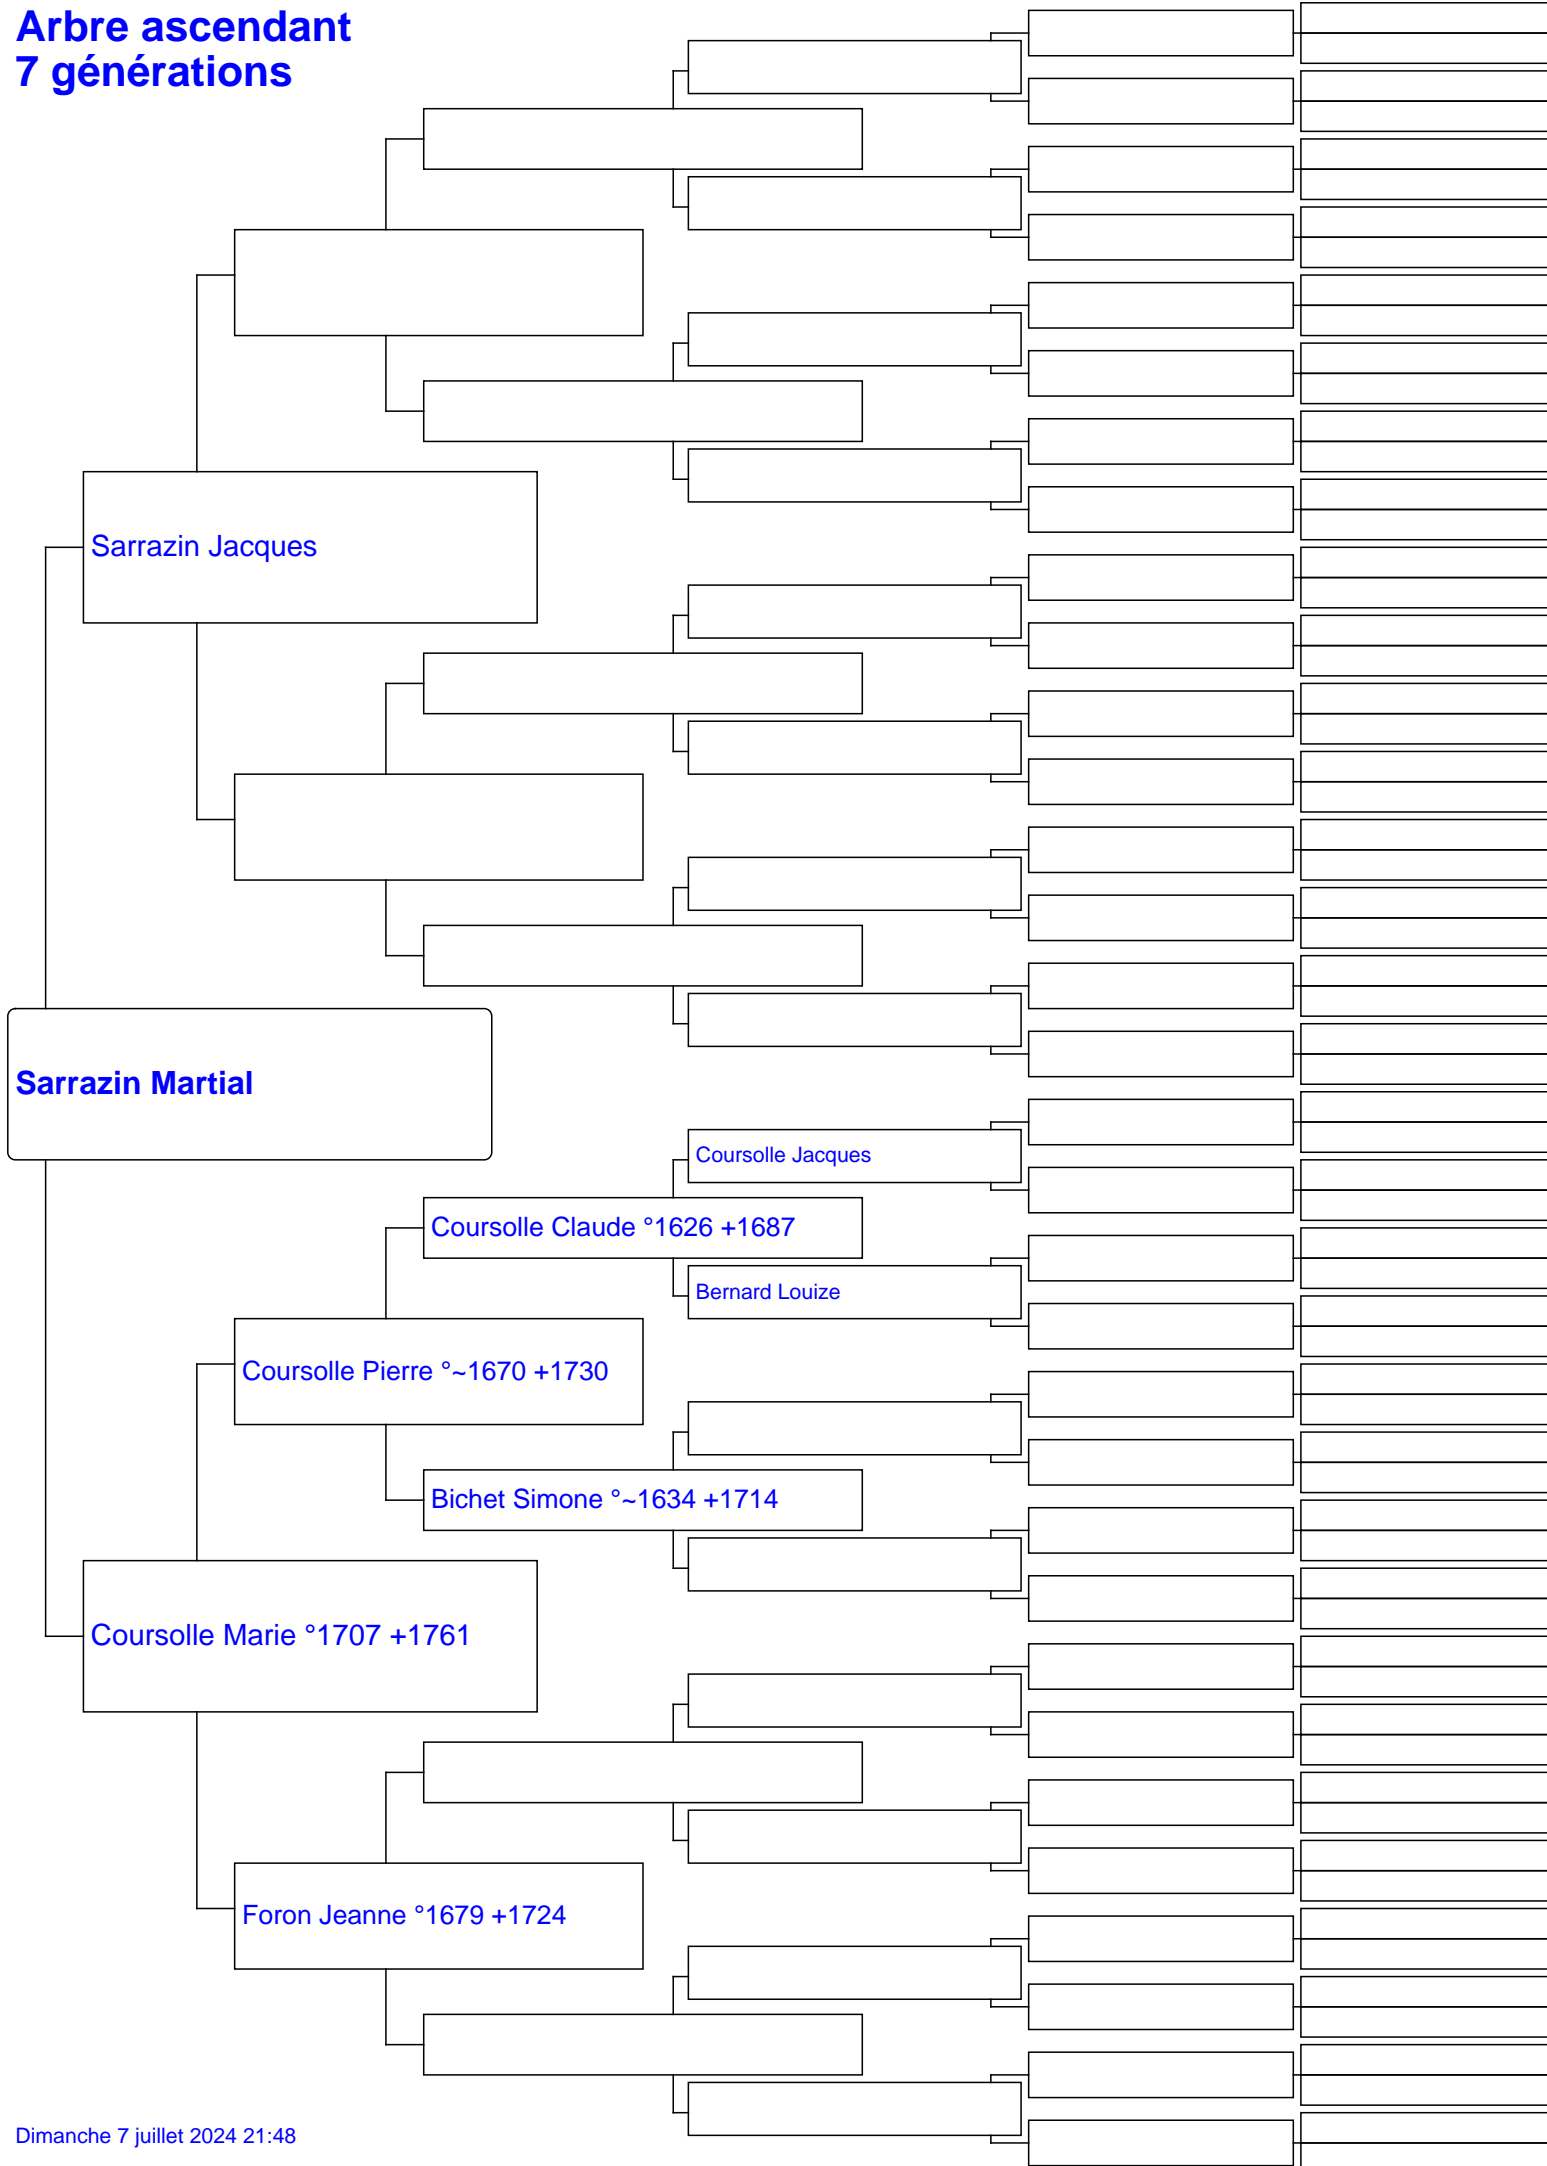 Arbre ascendant
7 générations
Sarrazin Jacques
Sarrazin Martial
Coursolle Jacques
Coursolle Claude °1626 +1687
Bernard Louize
Coursolle Pierre °~1670 +1730
Bichet Simone °~1634 +1714
Coursolle Marie °1707 +1761
Foron Jeanne °1679 +1724
Dimanche 7 juillet 2024 21:48